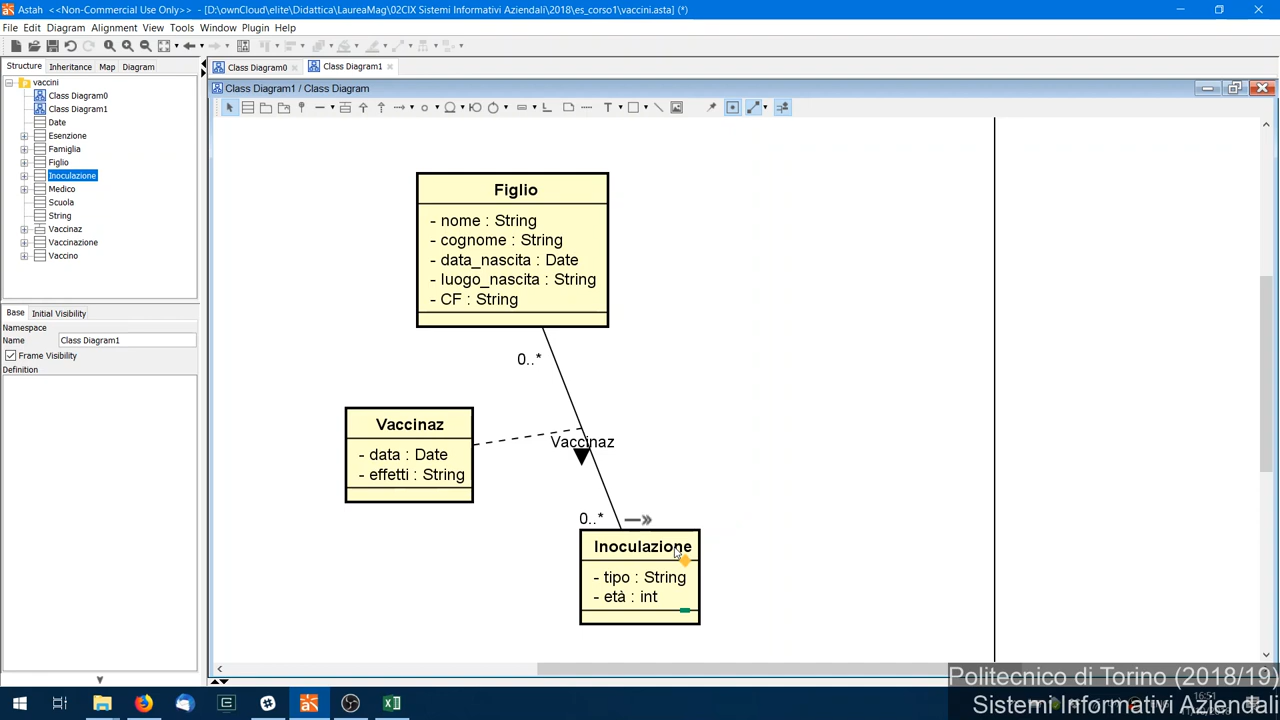 Astah <<Non-Commercial Use Only>> - [D:\ownCloud\elite\Didattica\LaureaMag\02CIX Sistemi Informativi Aziendali\2018\es_corso1\vaccini.asta] (*)
File Edit Diagram Alignment View Tools Window Plugin Help
Structure Inheritance Map Diagram
Class Diagram0 Class Diagram1
Class Diagram1 / Class Diagram
vaccini
Class Diagram0
Class Diagram1
Date
Esenzione
Famiglia
Figlio
Inoculazione
Medico
Scuola
String
Vaccinaz
Vaccinazione
Vaccino
Base Initial Visibility
Namespace
Name Class Diagram1
Frame Visibility
Definition
Figlio
- nome : String
- cognome : String
- data_nascita : Date
- luogo_nascita : String
- CF : String
0..*
Vaccinaz
- data : Date
- effetti : String
Vaccinaz
0..*
Inoculazione
- tipo : String
- età : int
Politecnico di Torino (2018/19)
16:51
Sistemi Informativi Aziendali